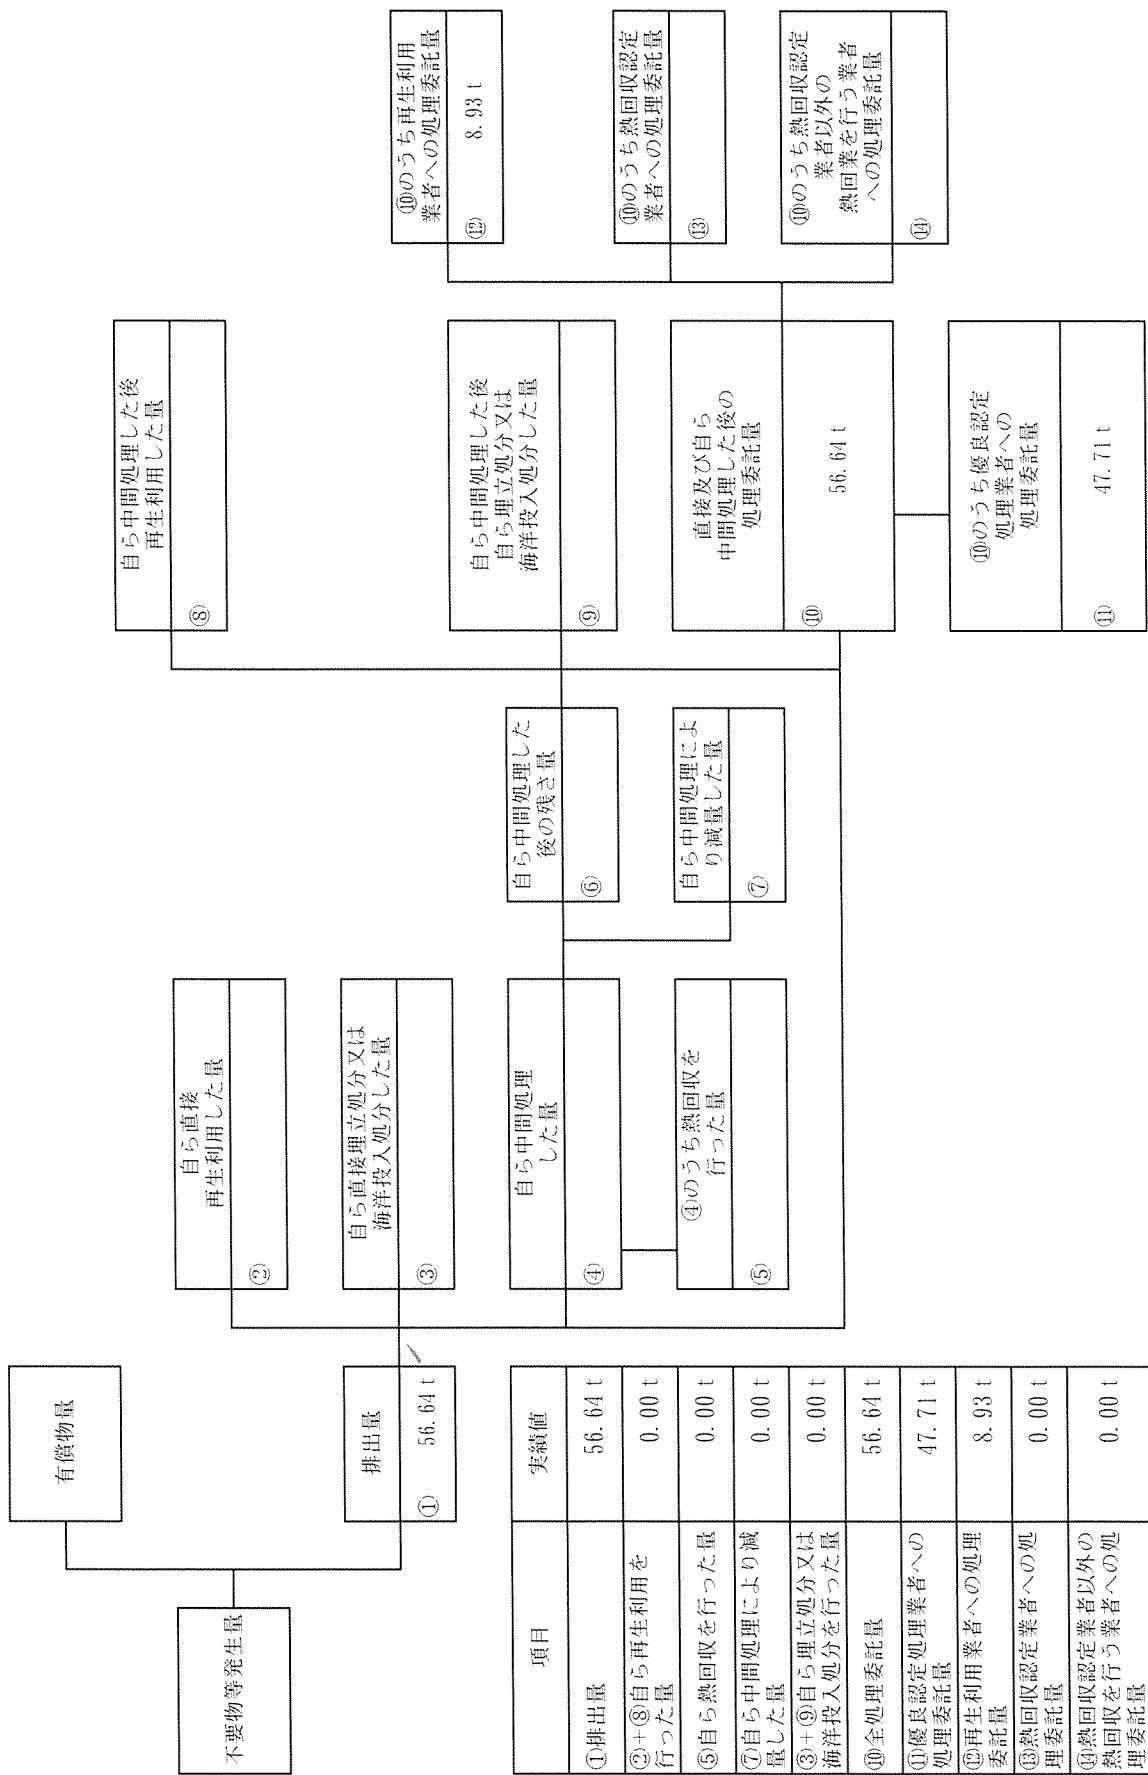 不要物等発生量
有償物量
排出量
① 56.64 t
自ら直接
再生利用した量
②
自ら直接埋立処分又は
海洋投入処分した量
③
自ら中間処理
した量
④
④のうち熱回収を
行った量
⑤
自ら中間処理した
後の残さ量
⑥
自ら中間処理によ
り減量した量
⑦
自ら中間処理した後
再生利用した量
⑧
自ら中間処理した後
自ら埋立処分又は
海洋投入処分した量
⑨
直接及び自ら
中間処理した後の
処理委託量
⑩ 56.64 t
⑩のうち優良認定
処理業者への
処理委託量
⑪ 47.71 t
⑩のうち再生利用
業者への処理委託量
⑫ 8.93 t
⑩のうち熱回収認定
業者への処理委託量
⑬
⑩のうち熱回収認定
業者以外の
熱回業を行う業者
への処理委託量
⑭
項目 実績値
①排出量 56.64 t
②+⑧自ら再生利用を
行った量 0.00 t
⑤自ら熱回収を行った量 0.00 t
⑦自ら中間処理により減
量した量 0.00 t
③+⑨自ら埋立処分又は
海洋投入処分を行った量 0.00 t
⑩全処理委託量 56.64 t
⑪優良認定処理業者への
処理委託量 47.71 t
⑫再生利用業者への処理
委託量 8.93 t
⑬熱回収認定業者への処
理委託量 0.00 t
⑭熱回収認定業者以外の
熱回収を行う業者への処
理委託量 0.00 t